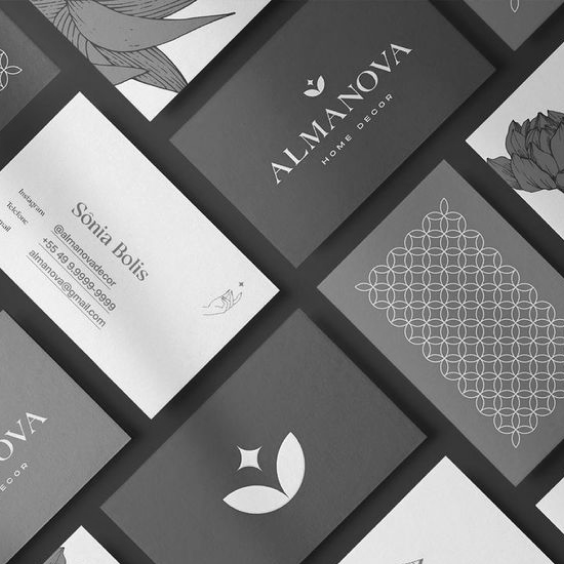 ALMANOVA
HOME DECOR
Sônia Bolis
Instagram @almanovadecor
Telefone +55 49 9.9999-9999
almanova@gmail.com
OVA
ECOR